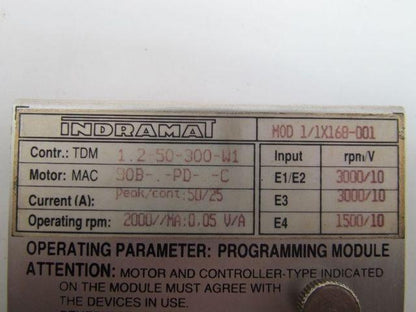 INDRAMAT MOD 1/1X168-001
Contr.: TDM 1.2-50-300-W1 Input rpm/V
Motor: MAC 90B-.-PD-.-C E1/E2 3000/10
Current (A): Peak/cont:50/25 E3 3000/10
Operating rpm: 2000//MA:0,05 V/A E4 1500/10
OPERATING PARAMETER: PROGRAMMING MODULE
ATTENTION: MOTOR AND CONTROLLER-TYPE INDICATED
ON THE MODULE MUST AGREE WITH
THE DEVICES IN USE.